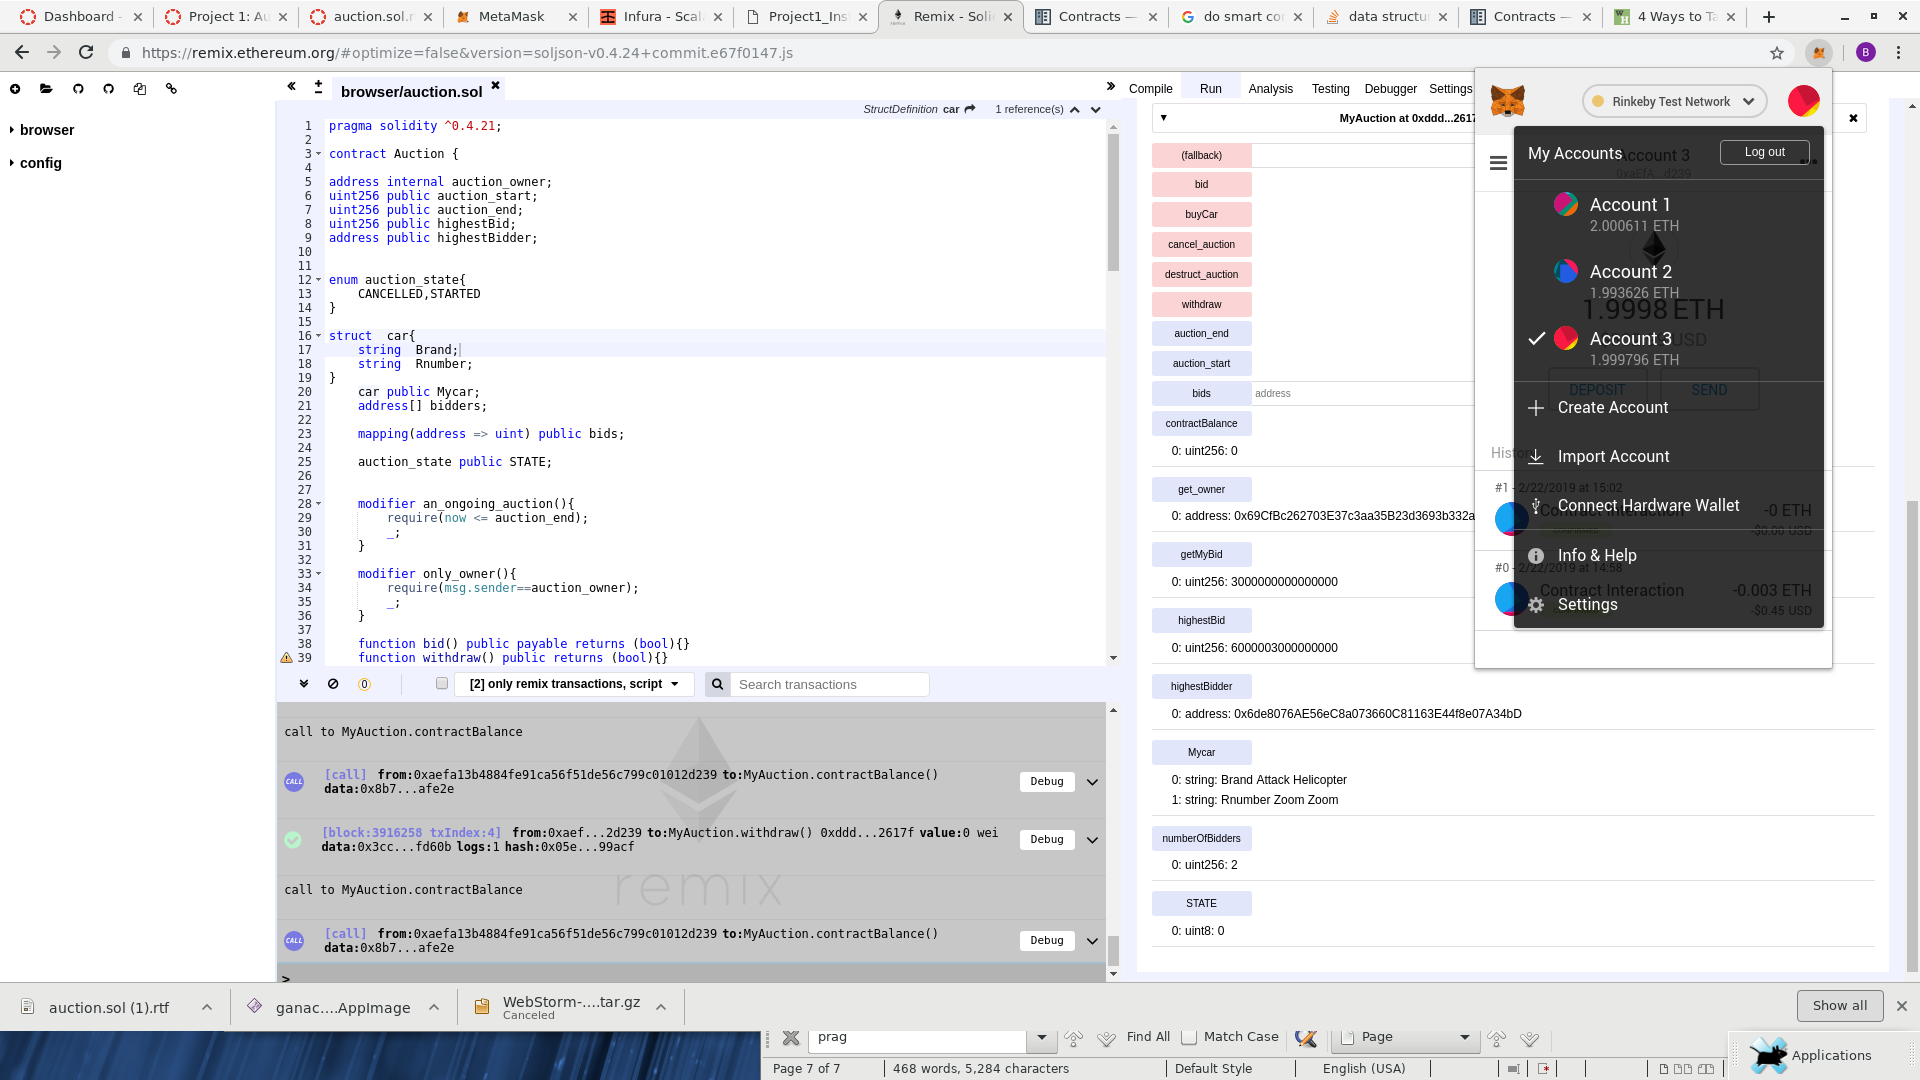 Dashboard -
Project 1: Au
auction.sol.r
MetaMask
Infura - Scal
Project1_Ins
Remix - Soli
Contracts —
do smart co
data structu
Contracts —
4 Ways to Ta
https://remix.ethereum.org/#optimize=false&version=soljson-v0.4.24+commit.e67f0147.js
B
browser
config
browser/auction.sol
StructDefinition car 1 reference(s)
1 pragma solidity ^0.4.21;
2
3 contract Auction {
4
5 address internal auction_owner;
6 uint256 public auction_start;
7 uint256 public auction_end;
8 uint256 public highestBid;
9 address public highestBidder;
10
11
12 enum auction_state{
13 CANCELLED,STARTED
14 }
15
16 struct car{
17 string Brand;
18 string Rnumber;
19 }
20 car public Mycar;
21 address[] bidders;
22
23 mapping(address => uint) public bids;
24
25 auction_state public STATE;
26
27
28 modifier an_ongoing_auction(){
29 require(now <= auction_end);
30 _;
31 }
32
33 modifier only_owner(){
34 require(msg.sender==auction_owner);
35 _;
36 }
37
38 function bid() public payable returns (bool){}
39 function withdraw() public returns (bool){}
0
[2] only remix transactions, script
Search transactions
call to MyAuction.contractBalance
CALL
[call] from:0xaefa13b4884fe91ca56f51de56c799c01012d239 to:MyAuction.contractBalance()
data:0x8b7...afe2e
Debug
[block:3916258 txIndex:4] from:0xaef...2d239 to:MyAuction.withdraw() 0xddd...2617f value:0 wei
data:0x3cc...fd60b logs:1 hash:0x05e...99acf
Debug
call to MyAuction.contractBalance
remix
CALL
[call] from:0xaefa13b4884fe91ca56f51de56c799c01012d239 to:MyAuction.contractBalance()
data:0x8b7...afe2e
Debug
>
Compile
Run
Analysis
Testing
Debugger
Settings
MyAuction at 0xddd...2617
(fallback)
bid
buyCar
cancel_auction
destruct_auction
withdraw
auction_end
auction_start
bids
address
contractBalance
0: uint256: 0
get_owner
0: address: 0x69CfBc262703E37c3aa35B23d3693b332a
getMyBid
0: uint256: 3000000000000000
highestBid
0: uint256: 6000003000000000
highestBidder
0: address: 0x6de8076AE56eC8a073660C81163E44f8e07A34bD
Mycar
0: string: Brand Attack Helicopter
1: string: Rnumber Zoom Zoom
numberOfBidders
0: uint256: 2
STATE
0: uint8: 0
Rinkeby Test Network
My Accounts
Account 3
Log out
0xaEfA...d239
Account 1
2.000611 ETH
Account 2
1.993626 ETH
1.9998 ETH
USD
Account 3
1.999796 ETH
DEPOSIT
SEND
Create Account
Histo
Import Account
#1 - 2/22/2019 at 15:02
Connect Hardware Wallet
Contract Interaction
-0 ETH
-$0.00 USD
Info & Help
#0 - 2/22/2019 at 14:58
Contract Interaction
-0.003 ETH
-$0.45 USD
Settings
auction.sol (1).rtf
ganac....AppImage
WebStorm-....tar.gz
Canceled
Show all
prag
Find All
Match Case
Page
Page 7 of 7
468 words, 5,284 characters
Default Style
English (USA)
Applications